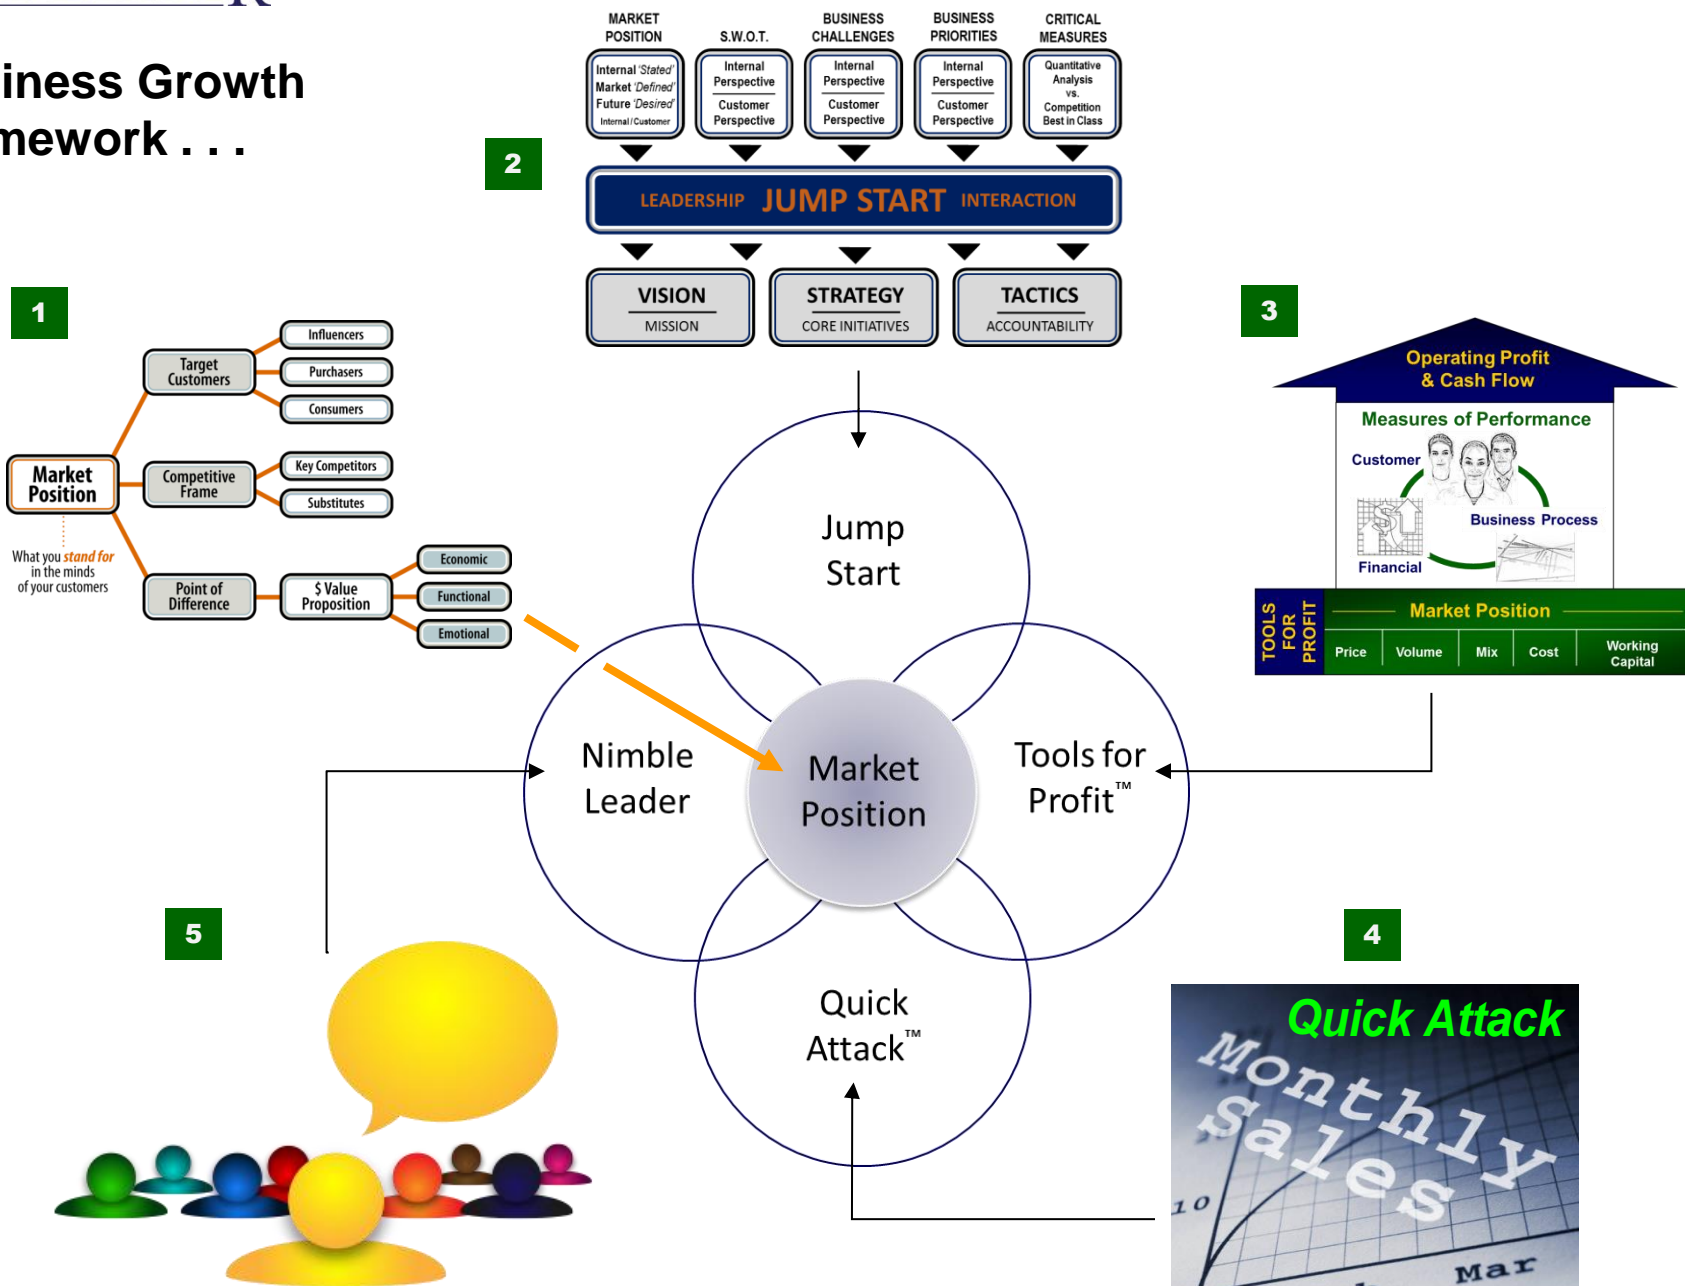 iness Growth
mework . . .
MARKET
POSITION
S.W.O.T.
BUSINESS
CHALLENGES
BUSINESS
PRIORITIES
CRITICAL
MEASURES
Internal 'Stated'
Market 'Defined'
Future 'Desired'
Internal / Customer
Internal
Perspective
Customer
Perspective
Internal
Perspective
Customer
Perspective
Internal
Perspective
Customer
Perspective
Quantitative
Analysis
vs.
Competition
Best in Class
2
LEADERSHIP JUMP START INTERACTION
VISION
MISSION
STRATEGY
CORE INITIATIVES
TACTICS
ACCOUNTABILITY
1
Market
Position
What you stand for
in the minds
of your customers
Target
Customers
Influencers
Purchasers
Consumers
Competitive
Frame
Key Competitors
Substitutes
Point of
Difference
$ Value
Proposition
Economic
Functional
Emotional
3
Operating Profit
& Cash Flow
Measures of Performance
Customer
Business Process
Financial
TOOLS
FOR
PROFIT
Market Position
Price
Volume
Mix
Cost
Working
Capital
Jump
Start
Nimble
Leader
Market
Position
Tools for
Profit™
Quick
Attack™
5
4
Quick Attack
Monthly
Sales
10
Mar